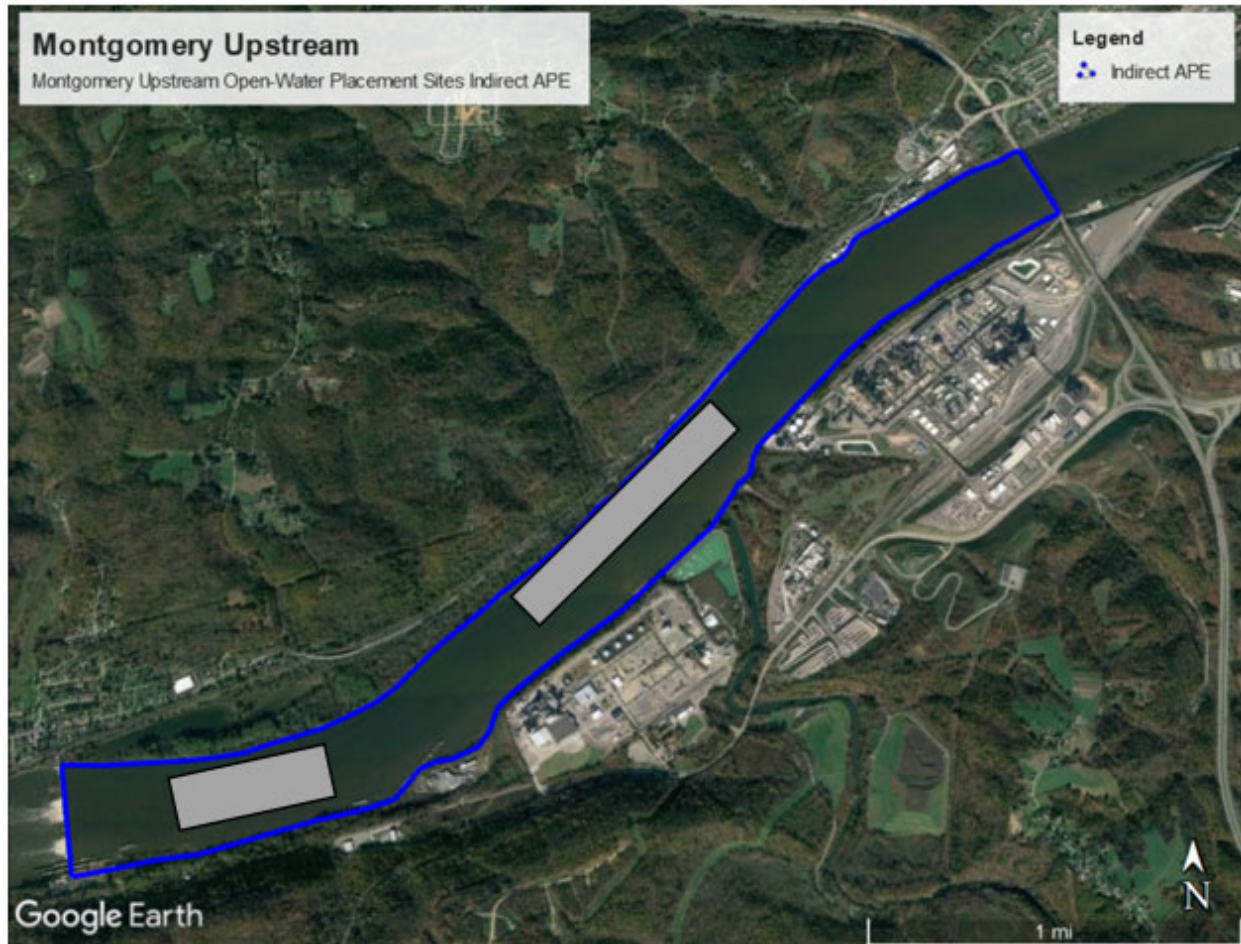 Montgomery Upstream
Montgomery Upstream Open-Water Placement Sites Indirect APE
Legend
Indirect APE
N
Google Earth
1 mi